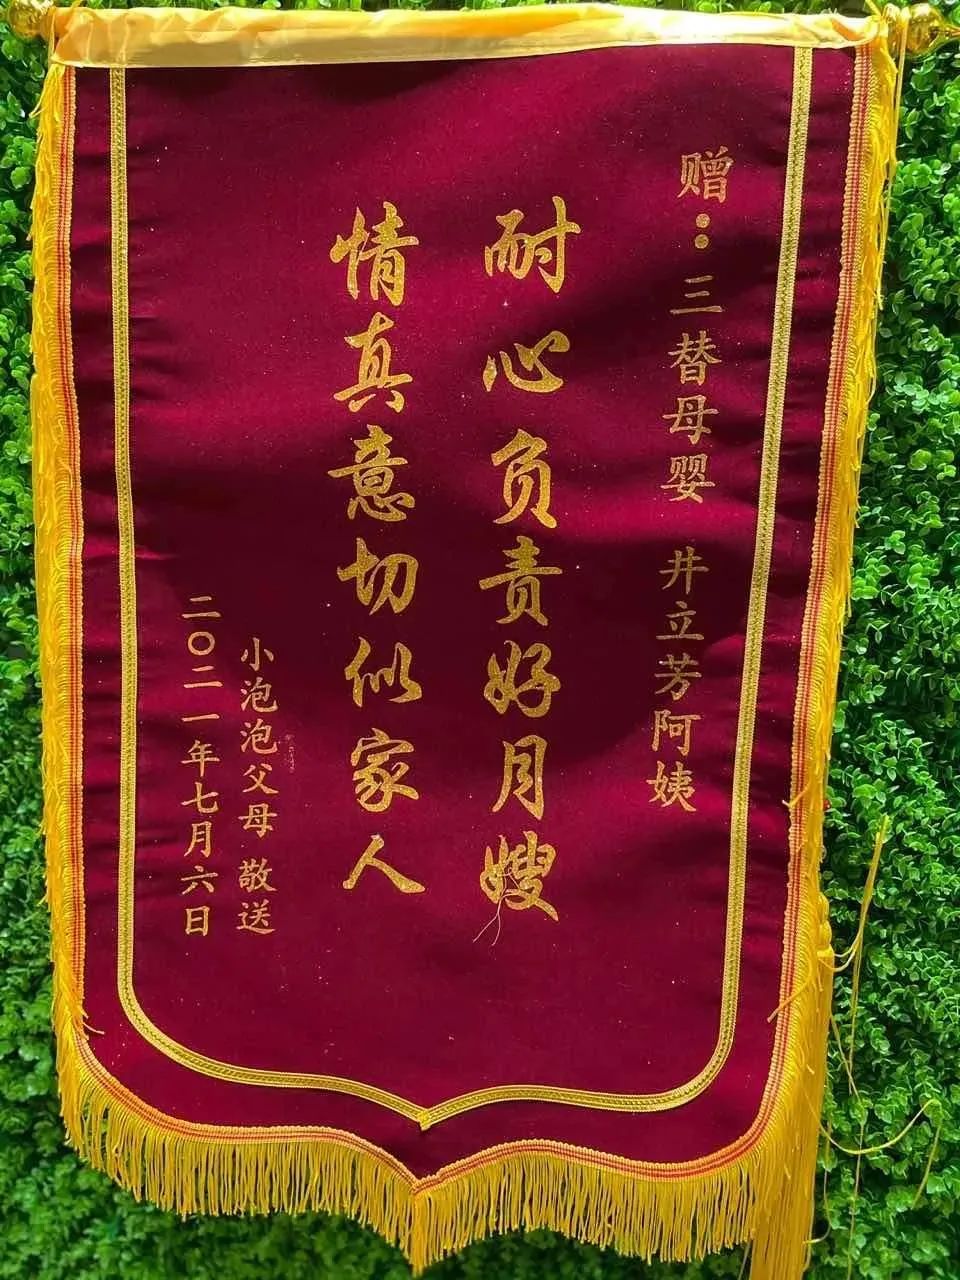 赠：三替母婴 井立芳阿姨
耐心负责好月嫂
情真意切似家人
小泡泡父母 敬送
二〇二一年七月六日